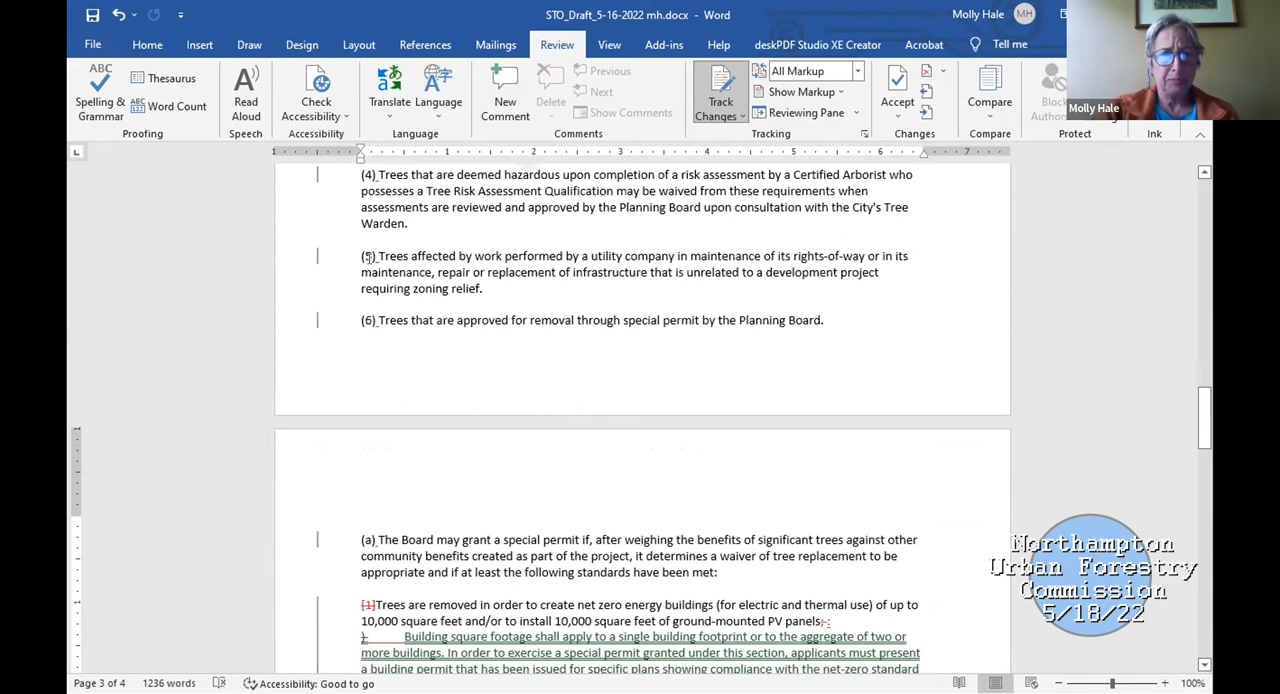 STO_Draft_5-16-2022 mh.docx - Word
Molly Hale MH
File Home Insert Draw Design Layout References Mailings Review View Add-ins Help deskPDF Studio XE Creator Acrobat Tell me
ABC Spelling & Grammar
Thesaurus
ABC 123 Word Count
Proofing
Read Aloud
Speech
Check Accessibility
Accessibility
Translate
Language
Language
New Comment
Delete
Previous
Next
Show Comments
Comments
Track Changes
All Markup
Show Markup
Reviewing Pane
Tracking
Accept
Changes
Compare
Compare
Block
Protect
Ink
Molly Hale
1 1 2 3 4 5 6 7
(4) Trees that are deemed hazardous upon completion of a risk assessment by a Certified Arborist who
possesses a Tree Risk Assessment Qualification may be waived from these requirements when
assessments are reviewed and approved by the Planning Board upon consultation with the City's Tree
Warden.
(5) Trees affected by work performed by a utility company in maintenance of its rights-of-way or in its
maintenance, repair or replacement of infrastructure that is unrelated to a development project
requiring zoning relief.
(6) Trees that are approved for removal through special permit by the Planning Board.
(a) The Board may grant a special permit if, after weighing the benefits of significant trees against other
community benefits created as part of the project, it determines a waiver of tree replacement to be
appropriate and if at least the following standards have been met:
[1]Trees are removed in order to create net zero energy buildings (for electric and thermal use) of up to
10,000 square feet and/or to install 10,000 square feet of ground-mounted PV panels.
Building square footage shall apply to a single building footprint or to the aggregate of two or
more buildings. In order to exercise a special permit granted under this section, applicants must present
a building permit that has been issued for specific plans showing compliance with the net-zero standard
Northampton
Urban Forestry
Commission
5/18/22
Page 3 of 4 1236 words Accessibility: Good to go 100%